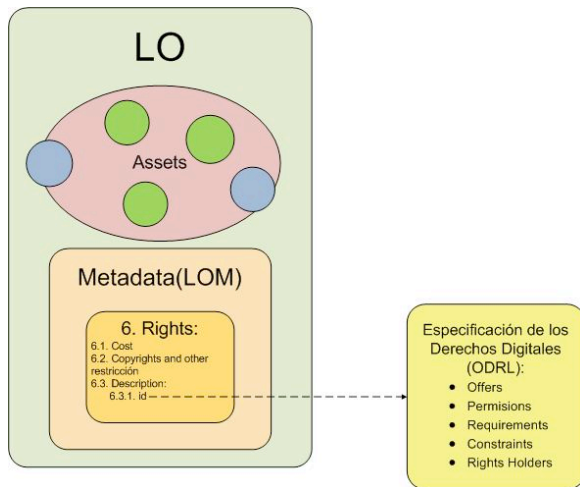 LO
Assets
Metadata(LOM)
6. Rights:
6.1. Cost
6.2. Copyrights and other
restricción
6.3. Description:
6.3.1. id
Especificación de los
Derechos Digitales
(ODRL):
• Offers
• Permisions
• Requirements
• Constraints
• Rights Holders